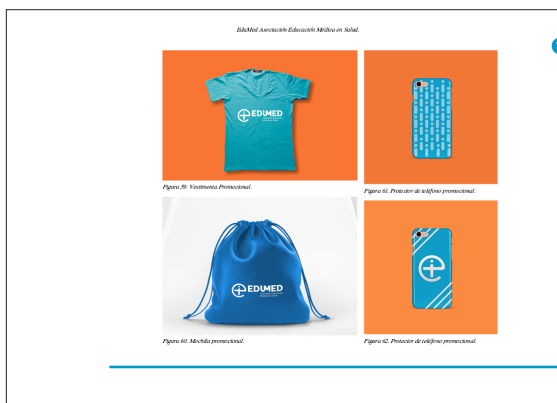 EduMed Asociación Educación Médica en Salud.
EDUMED
Figura 59. Vestimenta Promocional.
Figura 61. Protector de teléfono promocional.
EDUMED
Figura 60. Mochila promocional.
Figura 62. Protector de teléfono promocional.